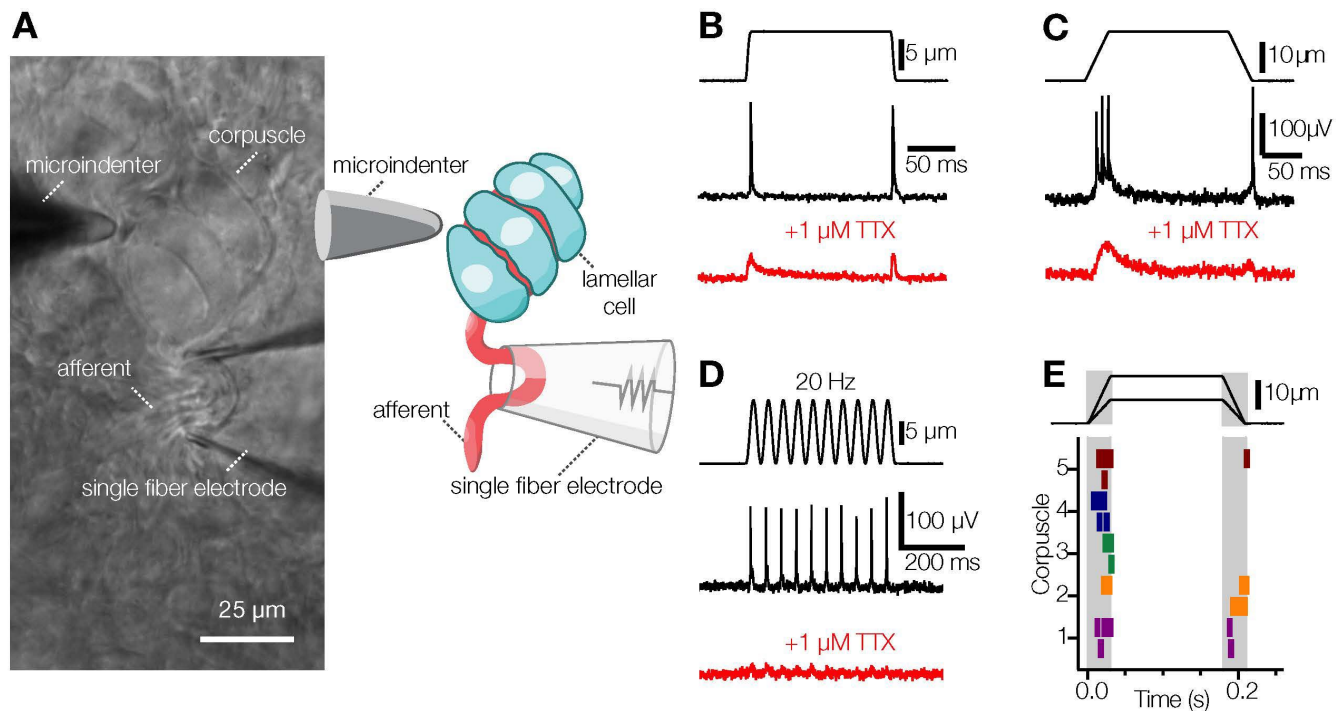 A
corpuscle
microindenter
afferent
single fiber electrode
25 µm
microindenter
lamellar
cell
afferent
single fiber electrode
B
5 µm
50 ms
+1 µM TTX
C
10 µm
100µV
50 ms
+1 µM TTX
D
20 Hz
5 µm
100 µV
200 ms
+1 µM TTX
E
10µm
Corpuscle
5
4
3
2
1
0.0
0.2
Time (s)